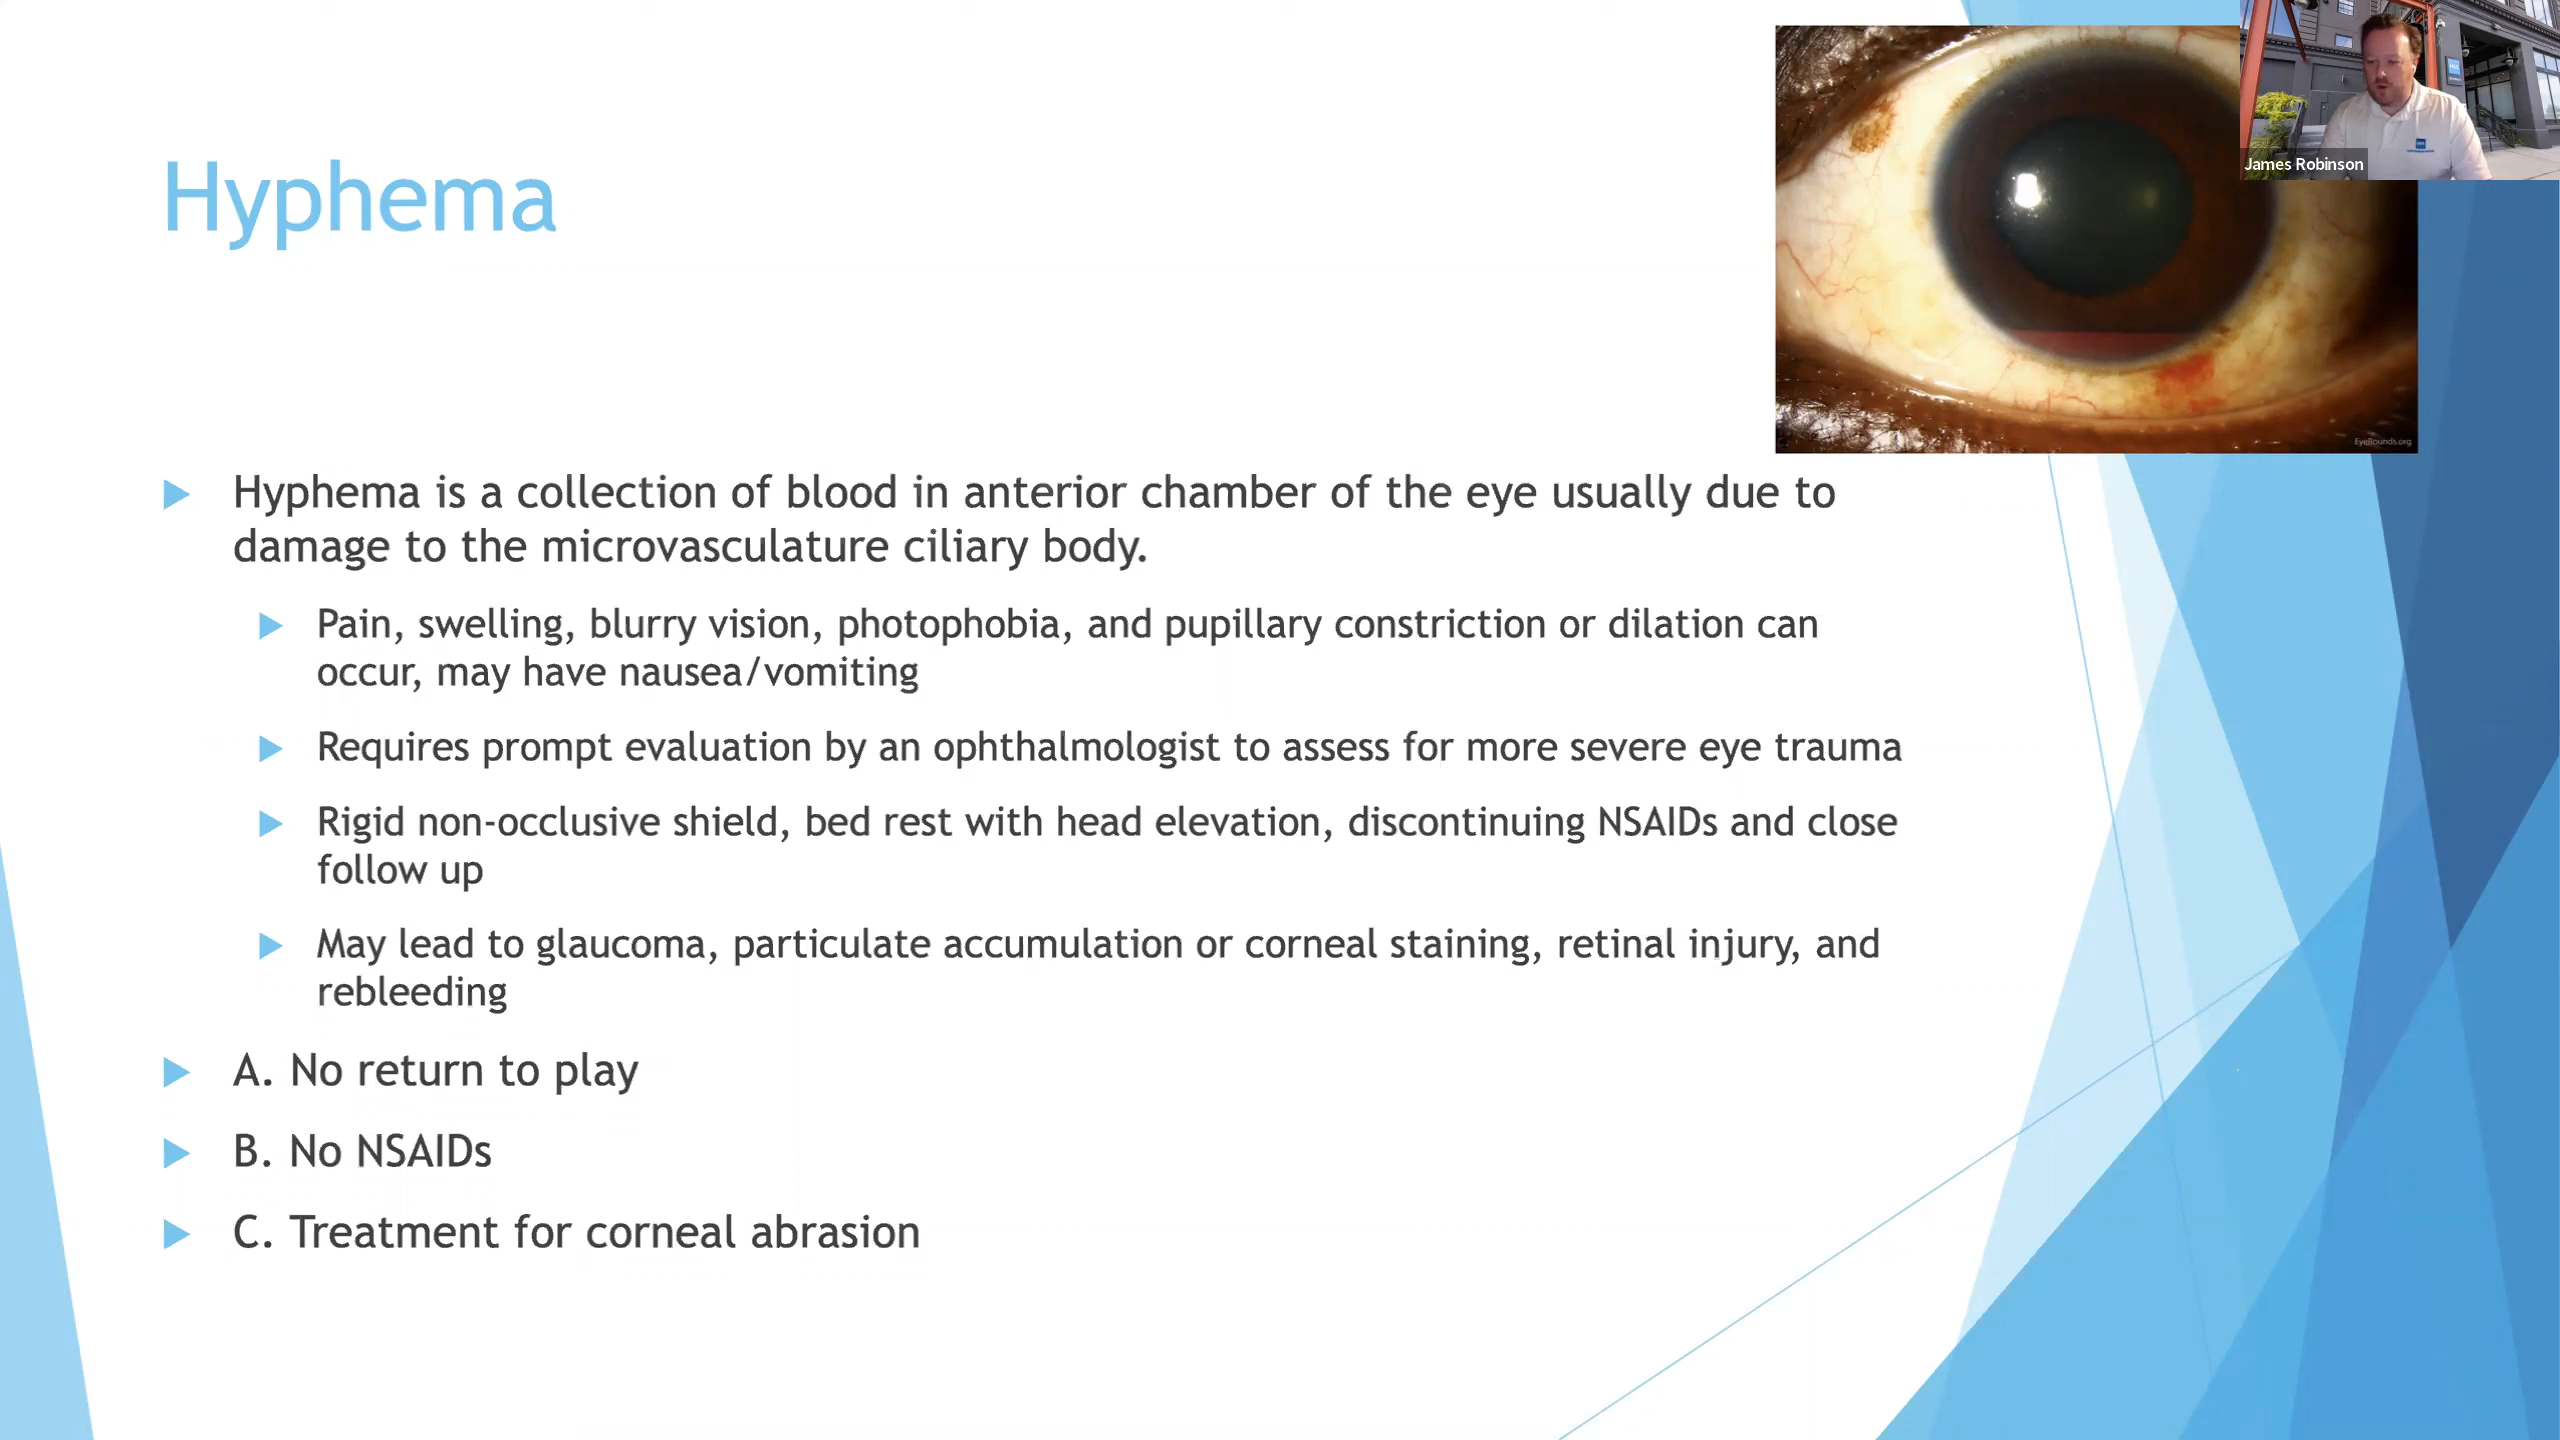 James Robinson
Hyphema
EyeRounds.org
Hyphema is a collection of blood in anterior chamber of the eye usually due to
damage to the microvasculature ciliary body.
Pain, swelling, blurry vision, photophobia, and pupillary constriction or dilation can
occur, may have nausea/vomiting
Requires prompt evaluation by an ophthalmologist to assess for more severe eye trauma
Rigid non-occlusive shield, bed rest with head elevation, discontinuing NSAIDs and close
follow up
May lead to glaucoma, particulate accumulation or corneal staining, retinal injury, and
rebleeding
A. No return to play
B. No NSAIDs
C. Treatment for corneal abrasion